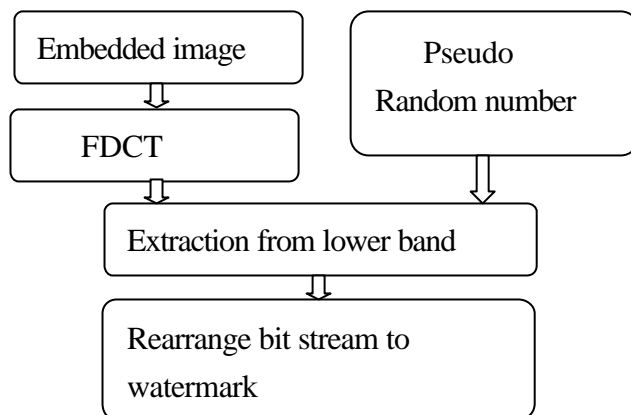 Embedded image
Pseudo
Random number
FDCT
Extraction from lower band
Rearrange bit stream to
watermark